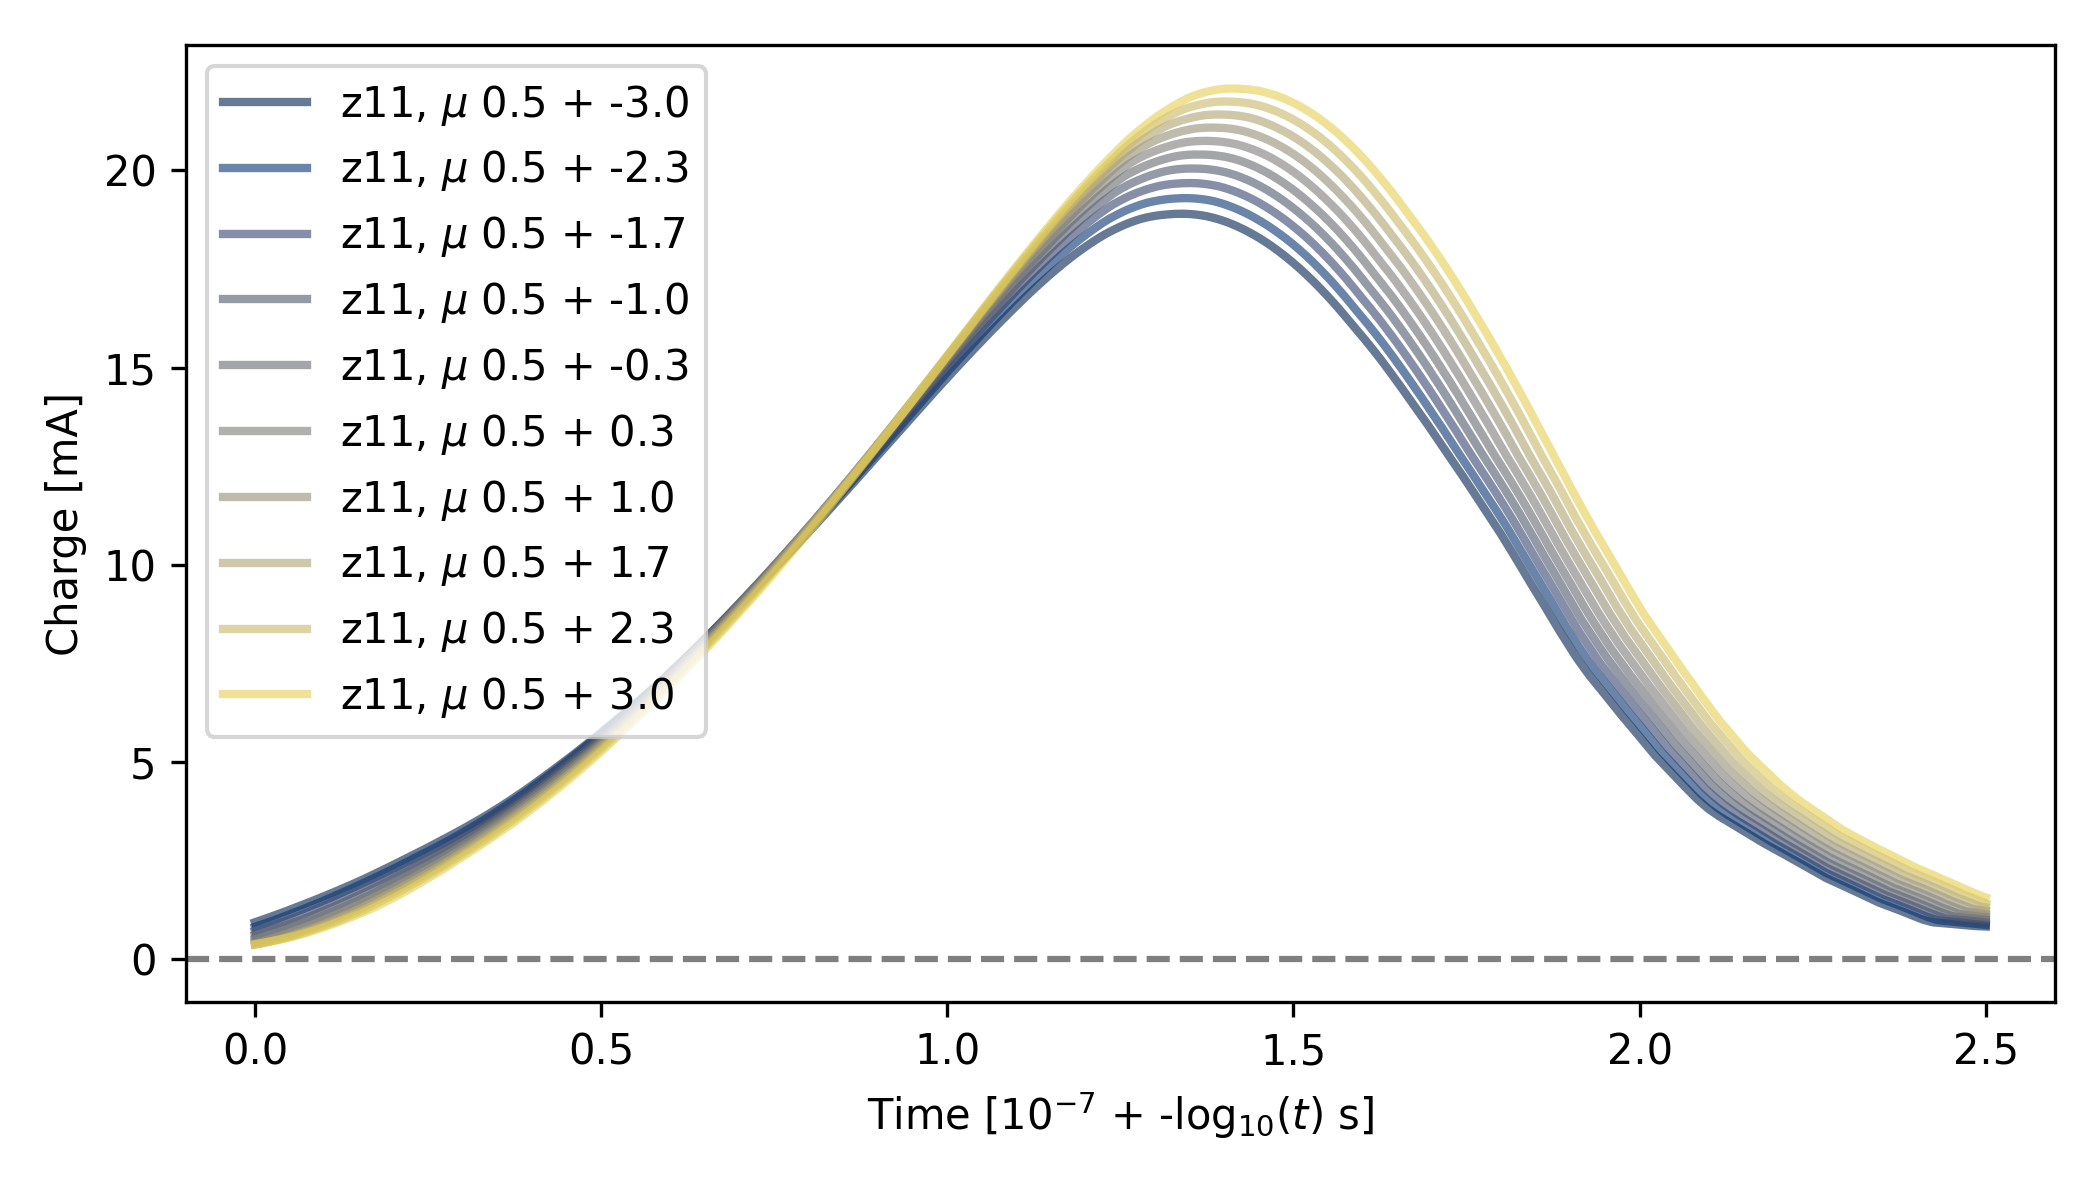 z11, μ 0.5 + -3.0
z11, μ 0.5 + -2.3
z11, μ 0.5 + -1.7
z11, μ 0.5 + -1.0
z11, μ 0.5 + -0.3
z11, μ 0.5 + 0.3
z11, μ 0.5 + 1.0
z11, μ 0.5 + 1.7
z11, μ 0.5 + 2.3
z11, μ 0.5 + 3.0
Charge [mA]
20
15
10
5
0
0.0 0.5 1.0 1.5 2.0 2.5
Time [10⁻⁷ + -log₁₀(t) s]